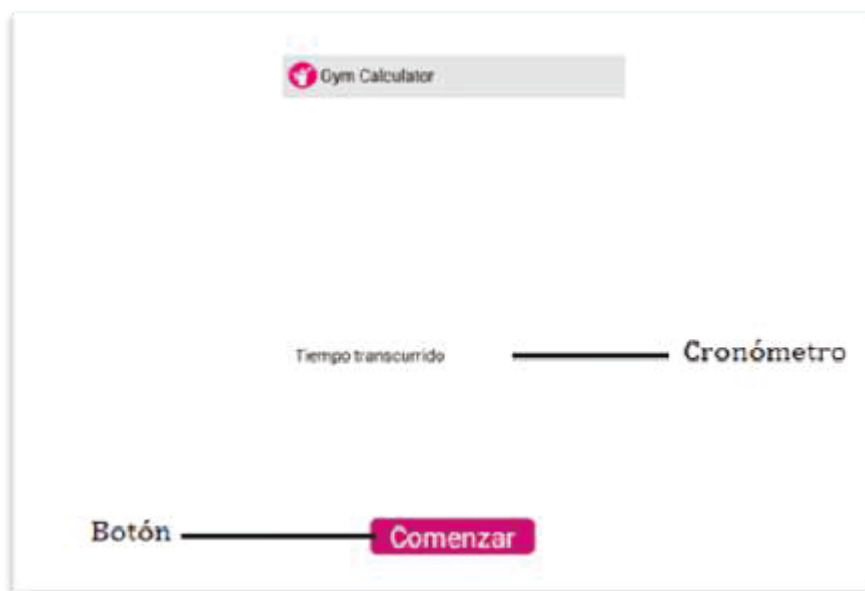 Gym Calculator
Tiempo transcurrido
Cronómetro
Botón
Comenzar